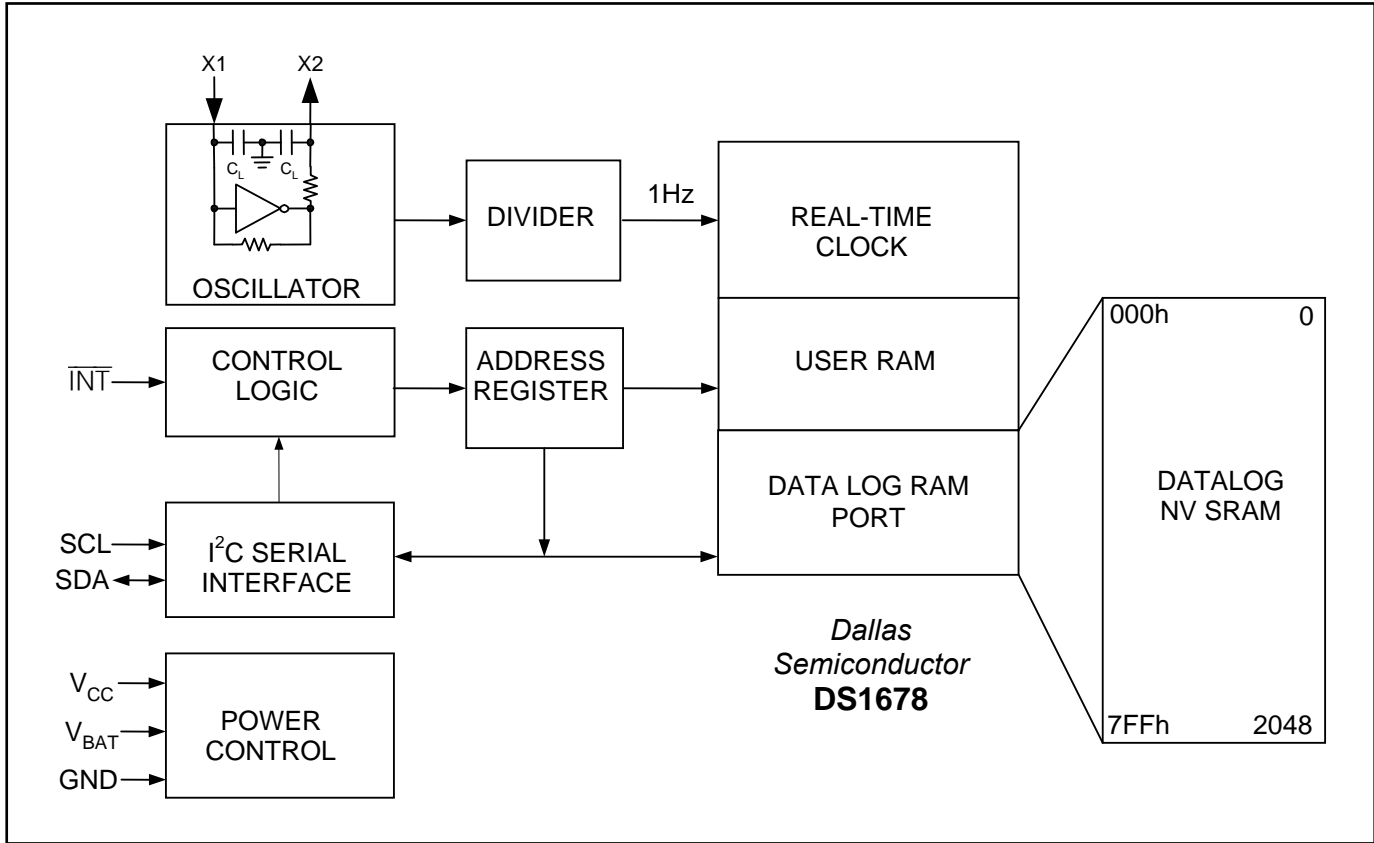 X1
X2
C_L
C_L
OSCILLATOR
DIVIDER
1Hz
REAL-TIME
CLOCK
INT
CONTROL
LOGIC
ADDRESS
REGISTER
USER RAM
000h
0
SCL
SDA
I²C SERIAL
INTERFACE
DATA LOG RAM
PORT
DATALOG
NV SRAM
7FFh
2048
V_CC
V_BAT
GND
POWER
CONTROL
Dallas
Semiconductor
DS1678